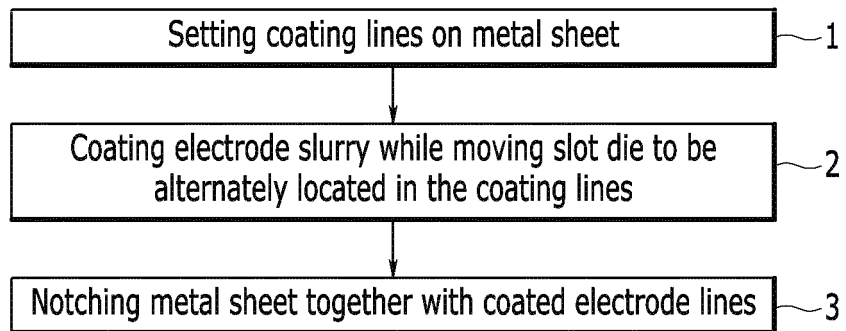 Setting coating lines on metal sheet
1
Coating electrode slurry while moving slot die to be
alternately located in the coating lines
2
Notching metal sheet together with coated electrode lines
3